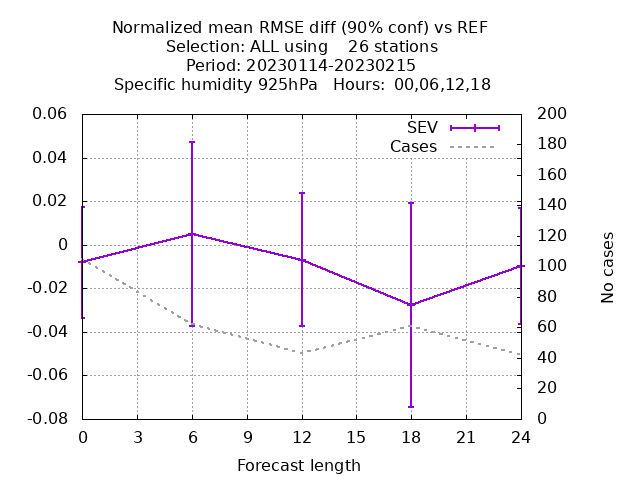 Normalized mean RMSE diff (90% conf) vs REF
Selection: ALL using    26 stations
Period: 20230114-20230215
Specific humidity 925hPa   Hours: 00,06,12,18
SEV
Cases
0.06
0.04
0.02
0
-0.02
-0.04
-0.06
-0.08
200
180
160
140
120
100
80
60
40
20
0
No cases
0 3 6 9 12 15 18 21 24
Forecast length